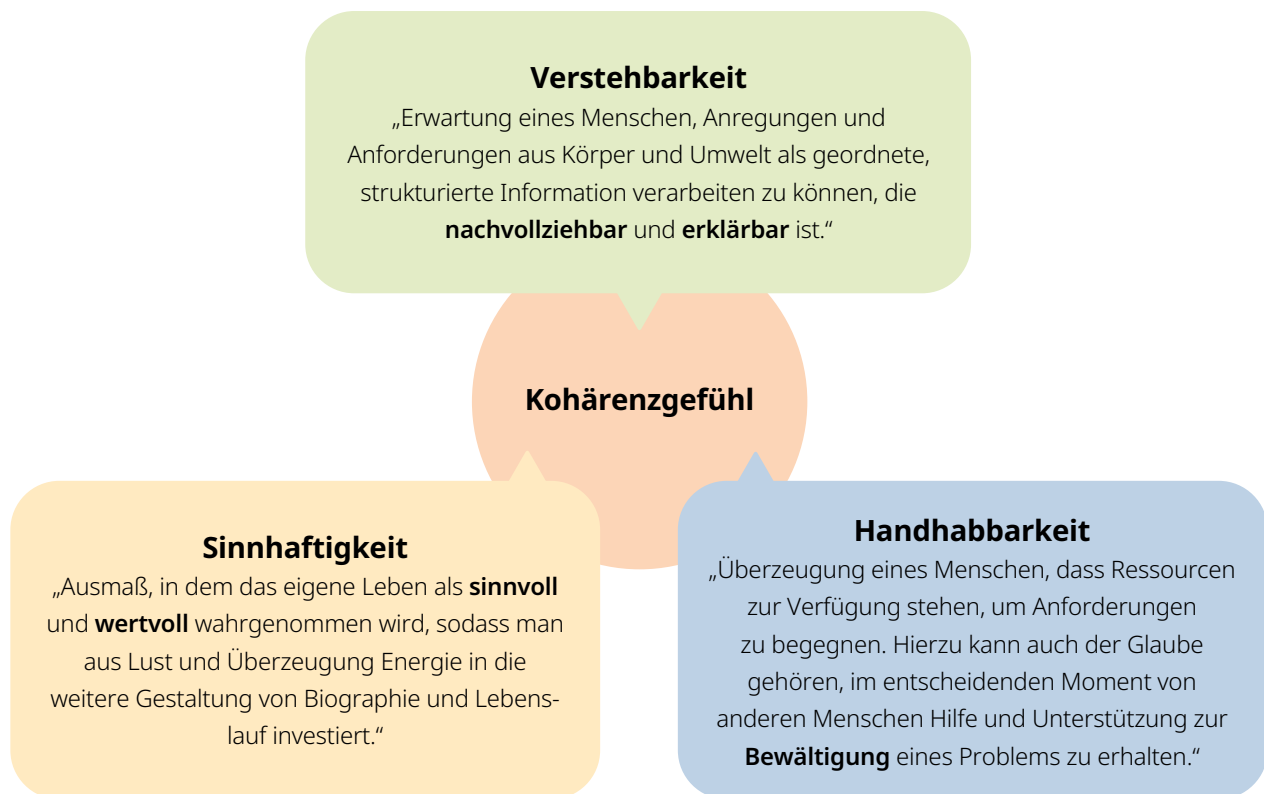 Verstehbarkeit
„Erwartung eines Menschen, Anregungen und
Anforderungen aus Körper und Umwelt als geordnete,
strukturierte Information verarbeiten zu können, die
nachvollziehbar und erklärbar ist.“
Kohärenzgefühl
Sinnhaftigkeit
„Ausmaß, in dem das eigene Leben als sinnvoll
und wertvoll wahrgenommen wird, sodass man
aus Lust und Überzeugung Energie in die
weitere Gestaltung von Biographie und Lebens-
lauf investiert.“
Handhabbarkeit
„Überzeugung eines Menschen, dass Ressourcen
zur Verfügung stehen, um Anforderungen
zu begegnen. Hierzu kann auch der Glaube
gehören, im entscheidenden Moment von
anderen Menschen Hilfe und Unterstützung zur
Bewältigung eines Problems zu erhalten.“